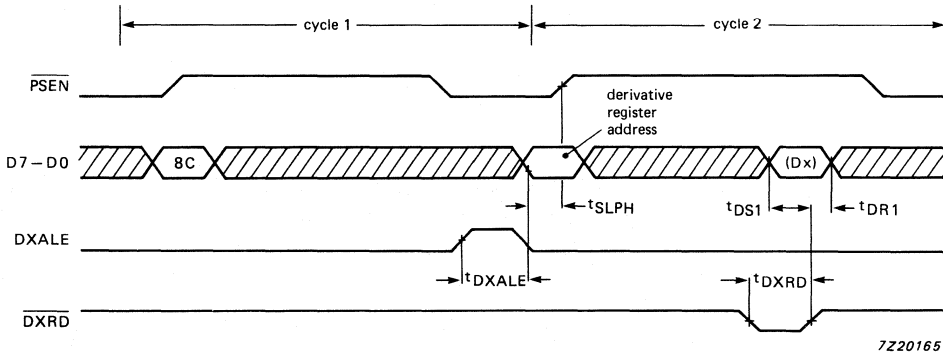 cycle 1
cycle 2
PSEN
derivative
register
address
D7–D0
8C
(Dx)
tSLPH
tDS1
tDR1
DXALE
tDXALE
tDXRD
DXRD
7Z20165